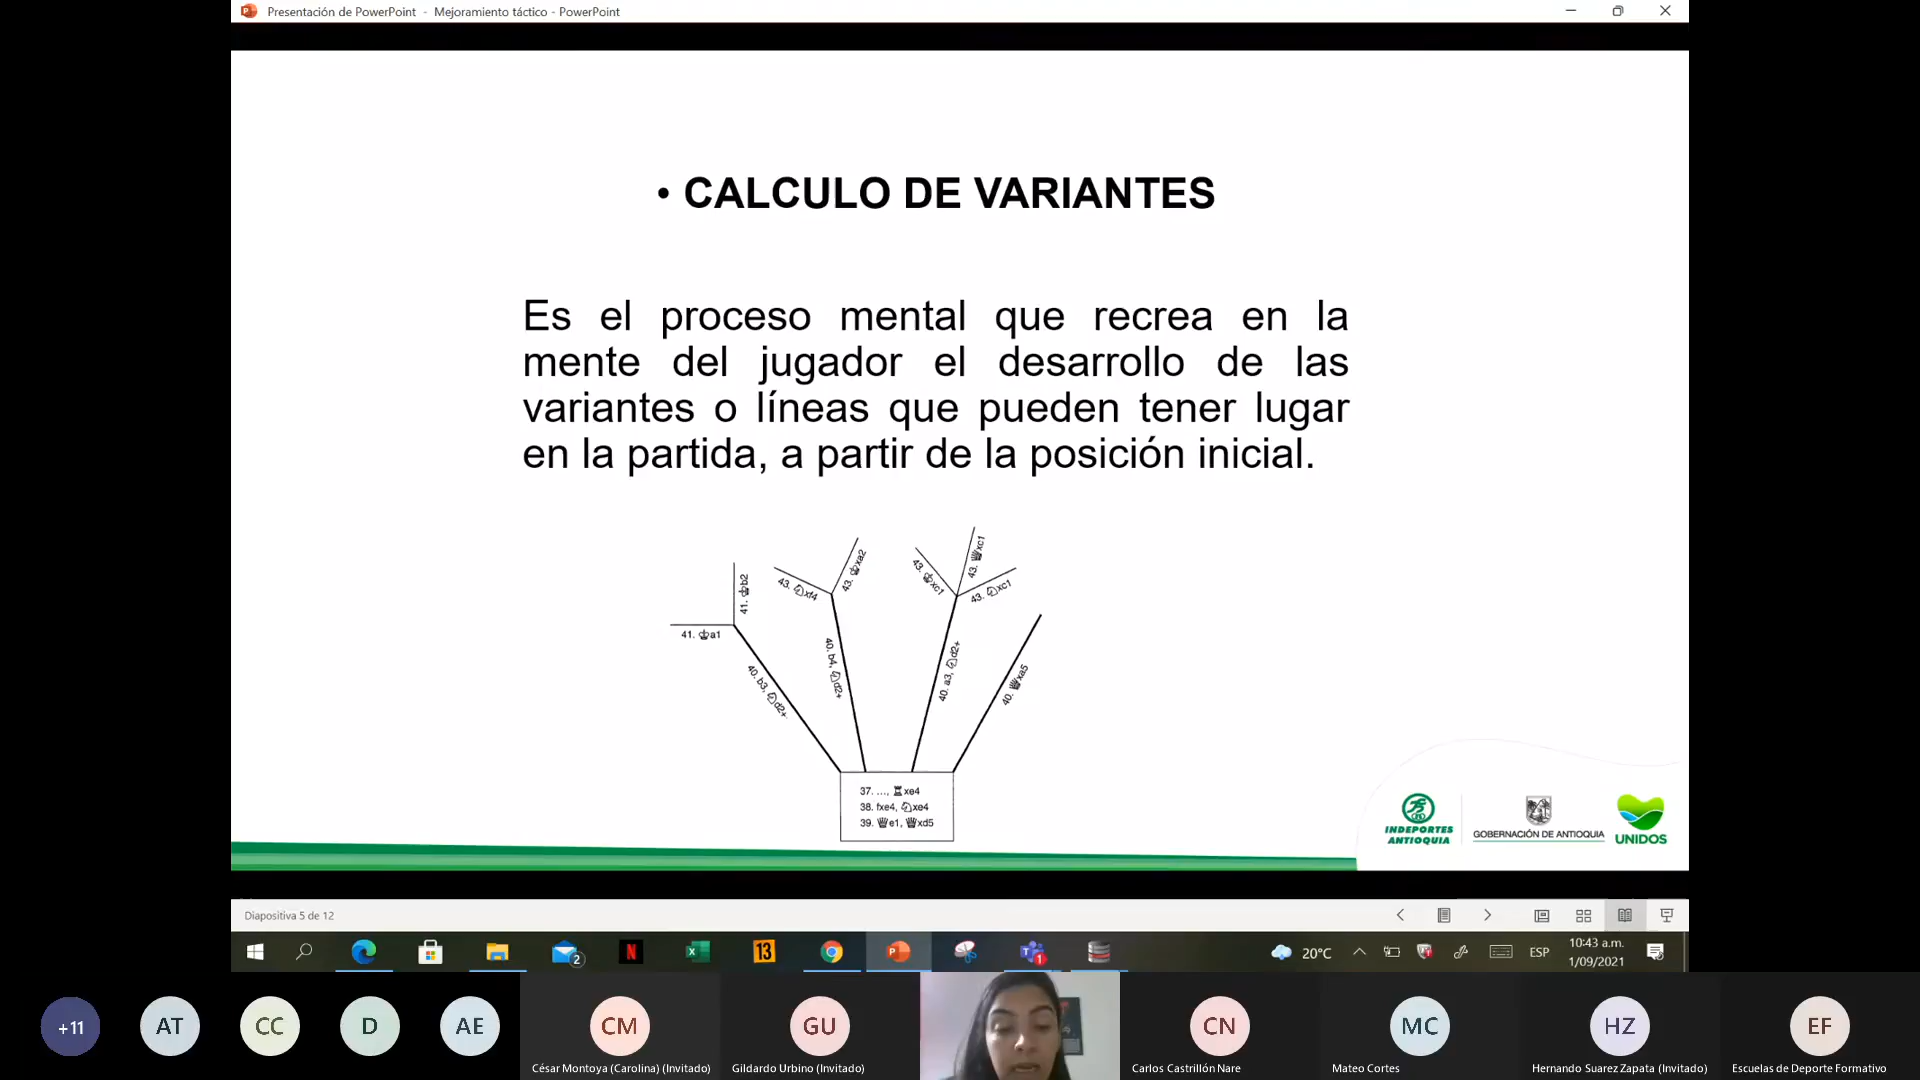 Presentación de PowerPoint - Mejoramiento táctico - PowerPoint
• CALCULO DE VARIANTES
Es el proceso mental que recrea en la
mente del jugador el desarrollo de las
variantes o líneas que pueden tener lugar
en la partida, a partir de la posición inicial.
41. ♔a1
41. ♔b2
43. ♘xf4
43. ♔xa2
43. ♔xc1
43. ♛xc1
43. ♘xc1
40. b3, ♘d2+
40. b4, ♘d2+
40. a3, ♘d2+
40. ♛xa5
37. ..., ♜xe4
38. fxe4, ♘xe4
39. ♛e1, ♛xd5
INDEPORTES
ANTIOQUIA
GOBERNACIÓN DE ANTIOQUIA
UNIDOS
Diapositiva 5 de 12
2
N
13
1
20°C
ESP
10:43 a.m.
1/09/2021
+11
AT
CC
D
AE
CM
GU
CN
MC
HZ
EF
César Montoya (Carolina) (Invitado)
Gildardo Urbino (Invitado)
Carlos Castrillón Nare
Mateo Cortes
Hernando Suarez Zapata (Invitado)
Escuelas de Deporte Formativo